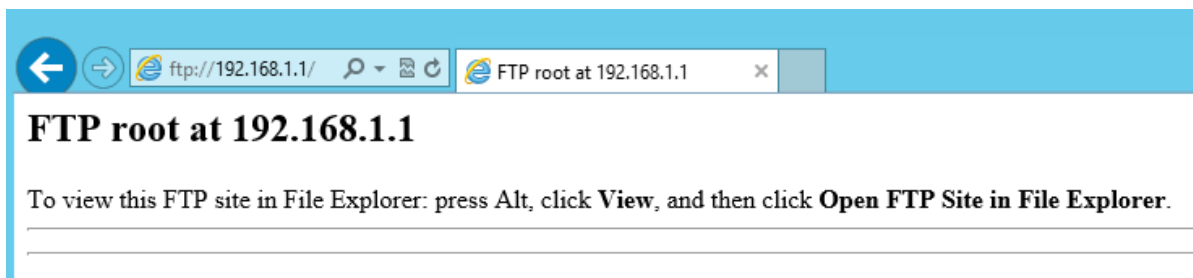 ftp://192.168.1.1/
FTP root at 192.168.1.1
FTP root at 192.168.1.1
To view this FTP site in File Explorer: press Alt, click View, and then click Open FTP Site in File Explorer.